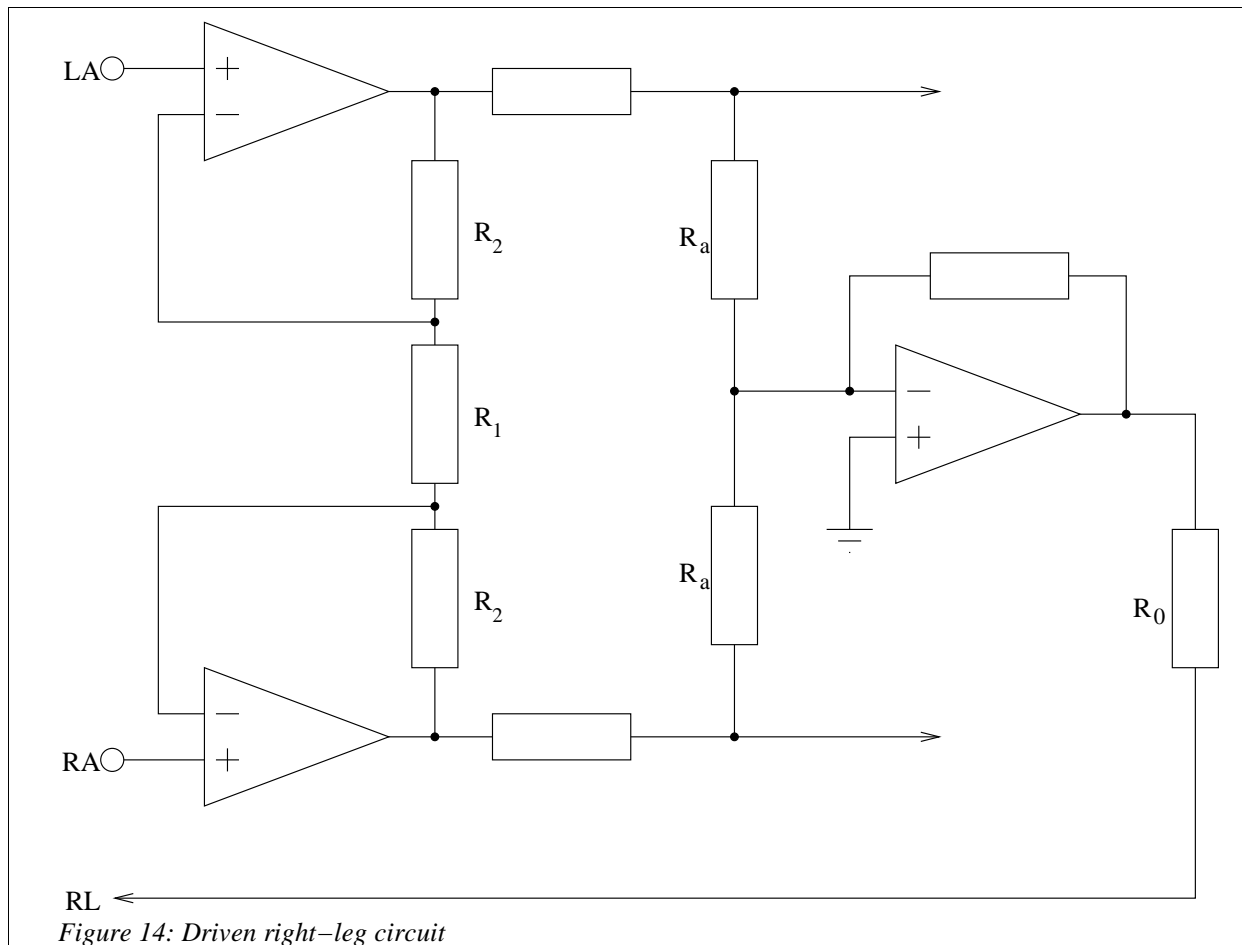 LA
+
−
R2
Ra
R1
−
+
Ra
R2
R0
−
+
RA
RL
Figure 14: Driven right−leg circuit